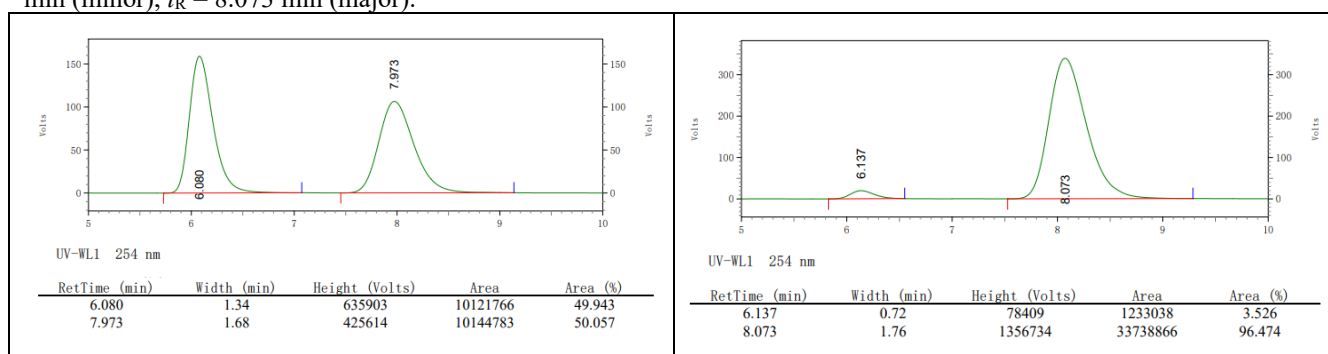 min (minor), tR = 8.073 min (major).
150
100
50
0
Volts
6.080
7.973
150
100
50
0
Volts
5 6 7 8 9 10
UV-WL1 254 nm
RetTime (min) Width (min) Height (Volts) Area Area (%)
6.080 1.34 635903 10121766 49.943
7.973 1.68 425614 10144783 50.057
300
200
100
0
Volts
6.137
8.073
300
200
100
0
Volts
5 6 7 8 9 10
UV-WL1 254 nm
RetTime (min) Width (min) Height (Volts) Area Area (%)
6.137 0.72 78409 1233038 3.526
8.073 1.76 1356734 33738866 96.474